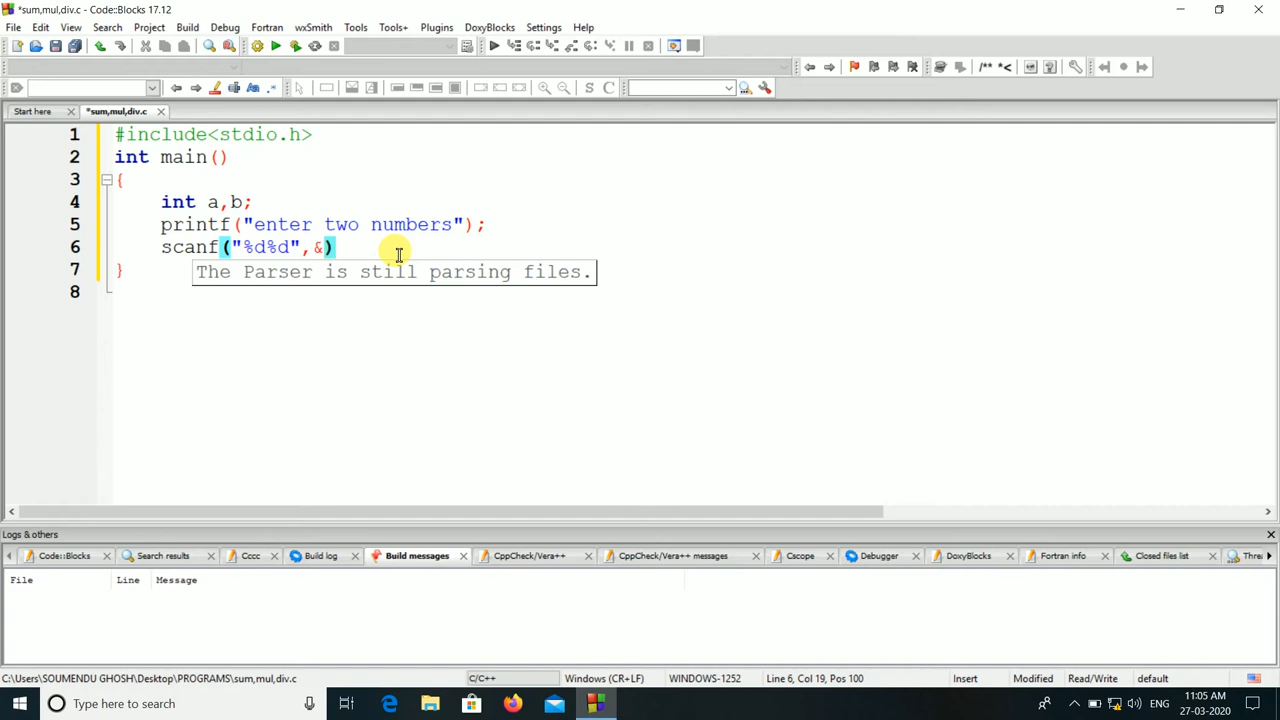 *sum,mul,div.c - Code::Blocks 17.12
File Edit View Search Project Build Debug Fortran wxSmith Tools Tools+ Plugins DoxyBlocks Settings Help
Start here *sum,mul,div.c
1 #include<stdio.h>
2 int main()
3 {
4 int a,b;
5 printf("enter two numbers");
6 scanf("%d%d",&)
7 }
The Parser is still parsing files.
8
Logs & others
Code::Blocks Search results Cccc Build log Build messages CppCheck/Vera++ CppCheck/Vera++ messages Cscope Debugger DoxyBlocks Fortran info Closed files list Threa
File Line Message
C:\Users\SOUMENDU GHOSH\Desktop\PROGRAMS\sum,mul,div.c C/C++ Windows (CR+LF) WINDOWS-1252 Line 6, Col 19, Pos 100 Insert Modified Read/Write default
Type here to search ENG 11:05 AM
27-03-2020